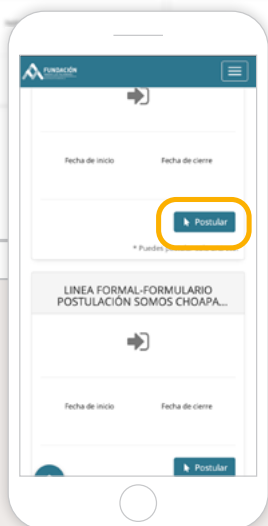 FUNDACIÓN
Fecha de inicio Fecha de cierre
Postular
* Puedes
LINEA FORMAL-FORMULARIO
POSTULACIÓN SOMOS CHOAPA...
Fecha de inicio Fecha de cierre
Postular